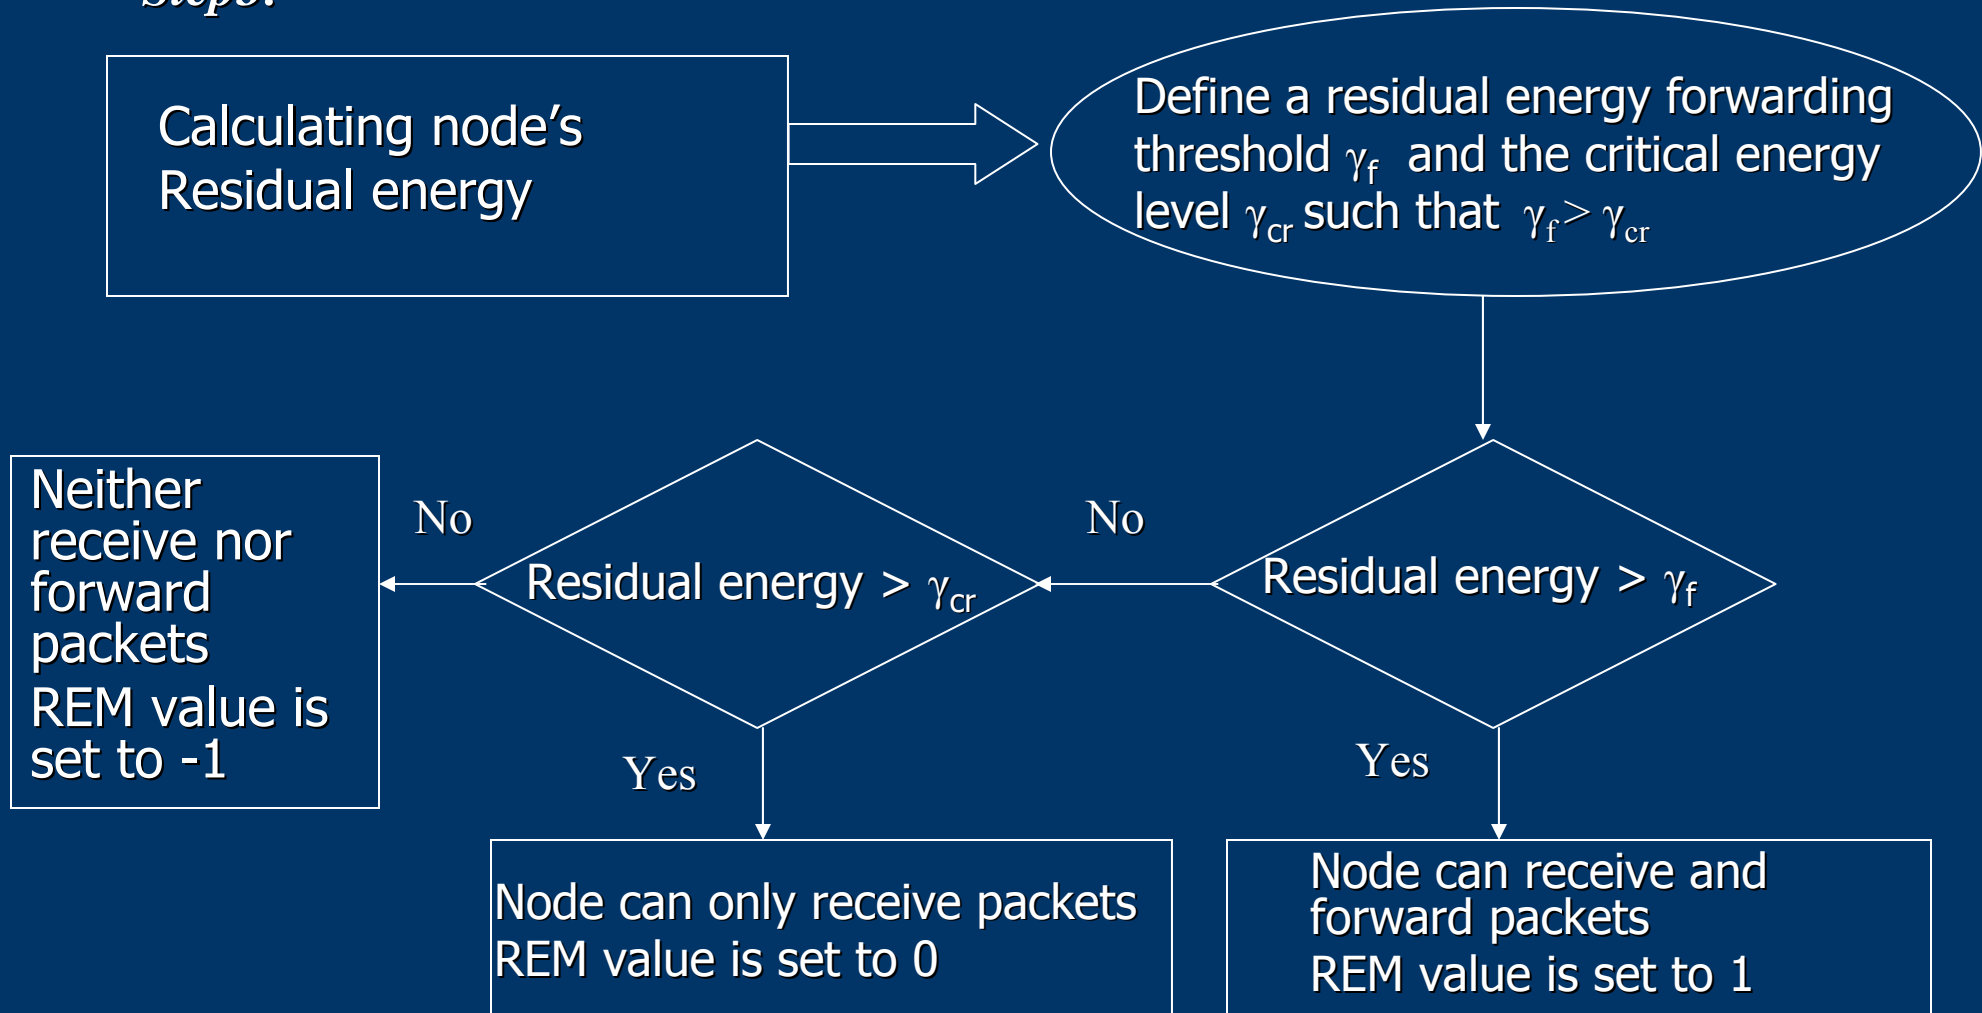 Steps:
Calculating node’s
Residual energy
Define a residual energy forwarding
threshold γf and the critical energy
level γcr such that γf > γcr
Neither
receive nor
forward
packets
REM value is
set to -1
No
Residual energy > γcr
No
Residual energy > γf
Yes
Yes
Node can only receive packets
REM value is set to 0
Node can receive and
forward packets
REM value is set to 1